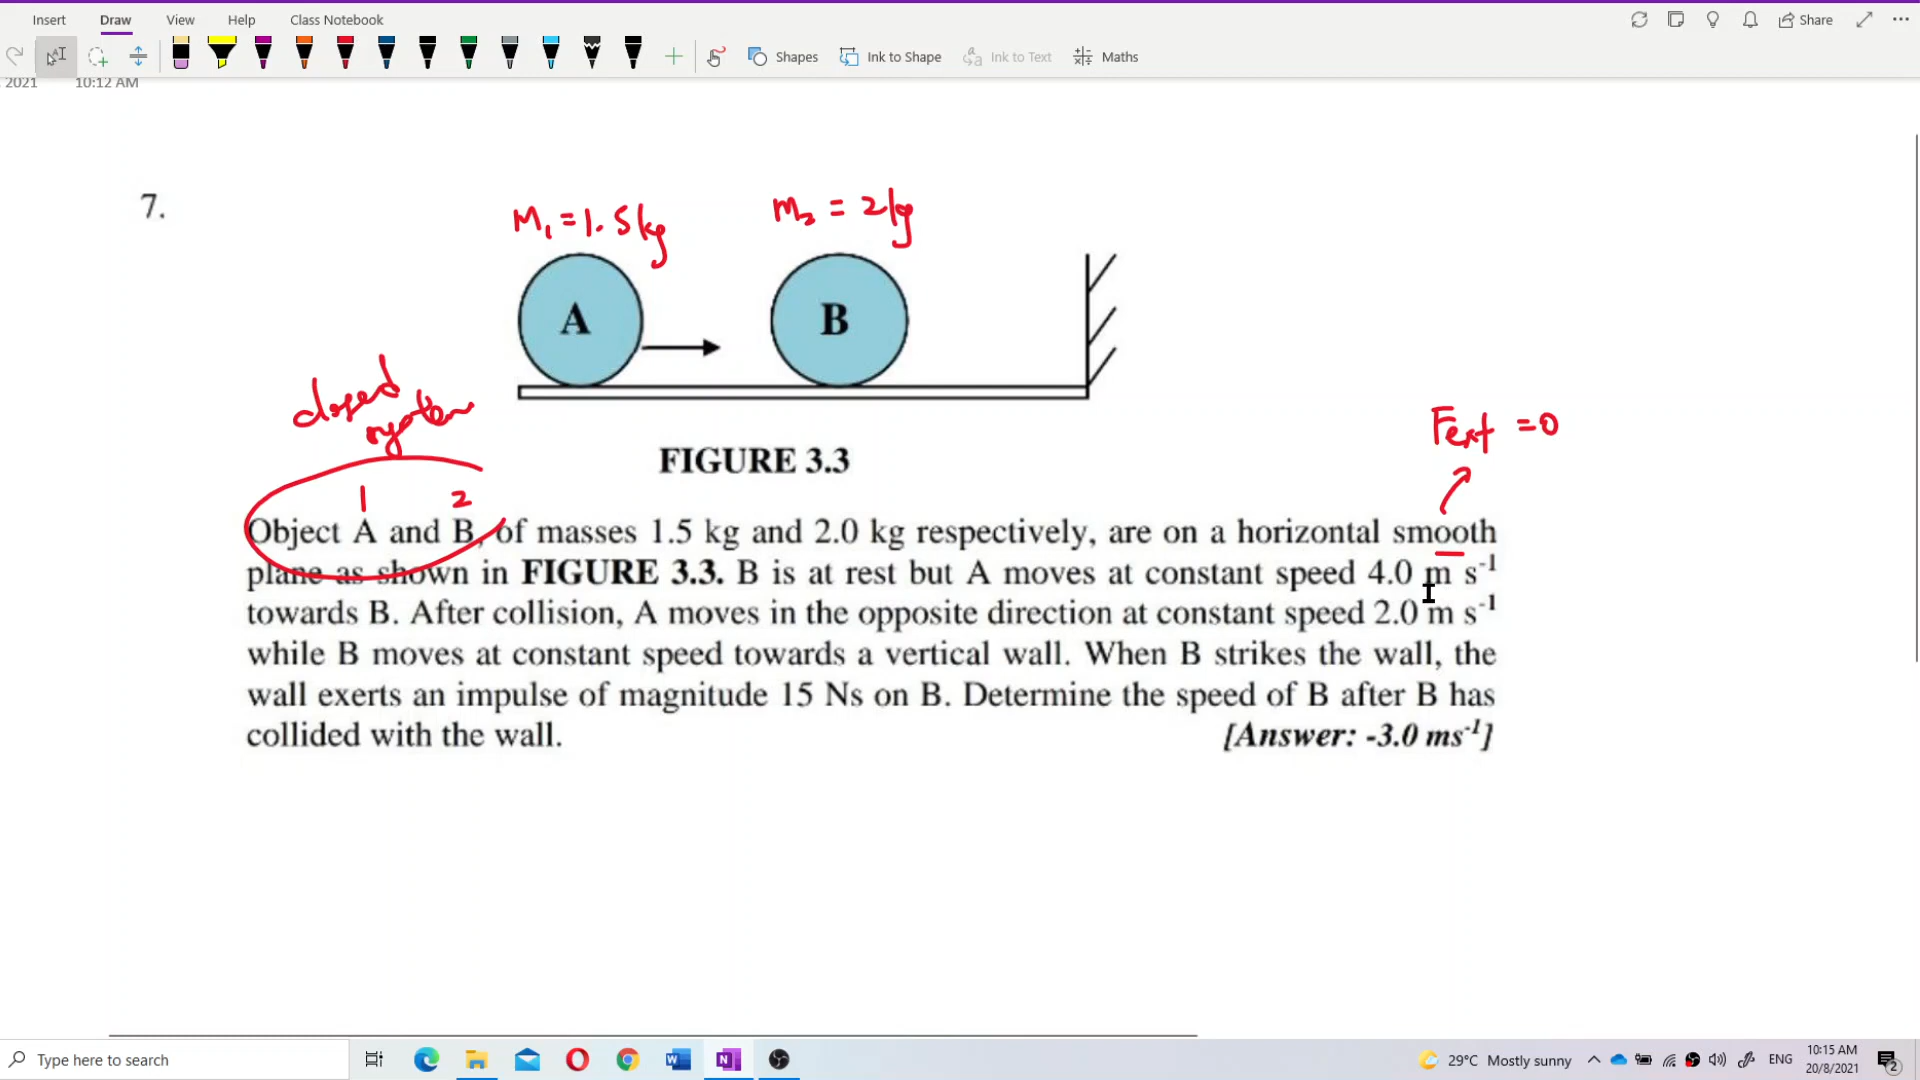 Insert Draw View Help Class Notebook Share
Shapes Ink to Shape Ink to Text Maths
2021 10:12 AM
7.
M₁ = 1.5kg m₂ = 2kg
A B
closed
system
FIGURE 3.3
Fext = 0
1 2
Object A and B, of masses 1.5 kg and 2.0 kg respectively, are on a horizontal smooth
plane as shown in FIGURE 3.3. B is at rest but A moves at constant speed 4.0 m s⁻¹
towards B. After collision, A moves in the opposite direction at constant speed 2.0 m s⁻¹
while B moves at constant speed towards a vertical wall. When B strikes the wall, the
wall exerts an impulse of magnitude 15 Ns on B. Determine the speed of B after B has
collided with the wall. [Answer: -3.0 ms⁻¹]
Type here to search 29°C Mostly sunny ENG 10:15 AM
20/8/2021 2